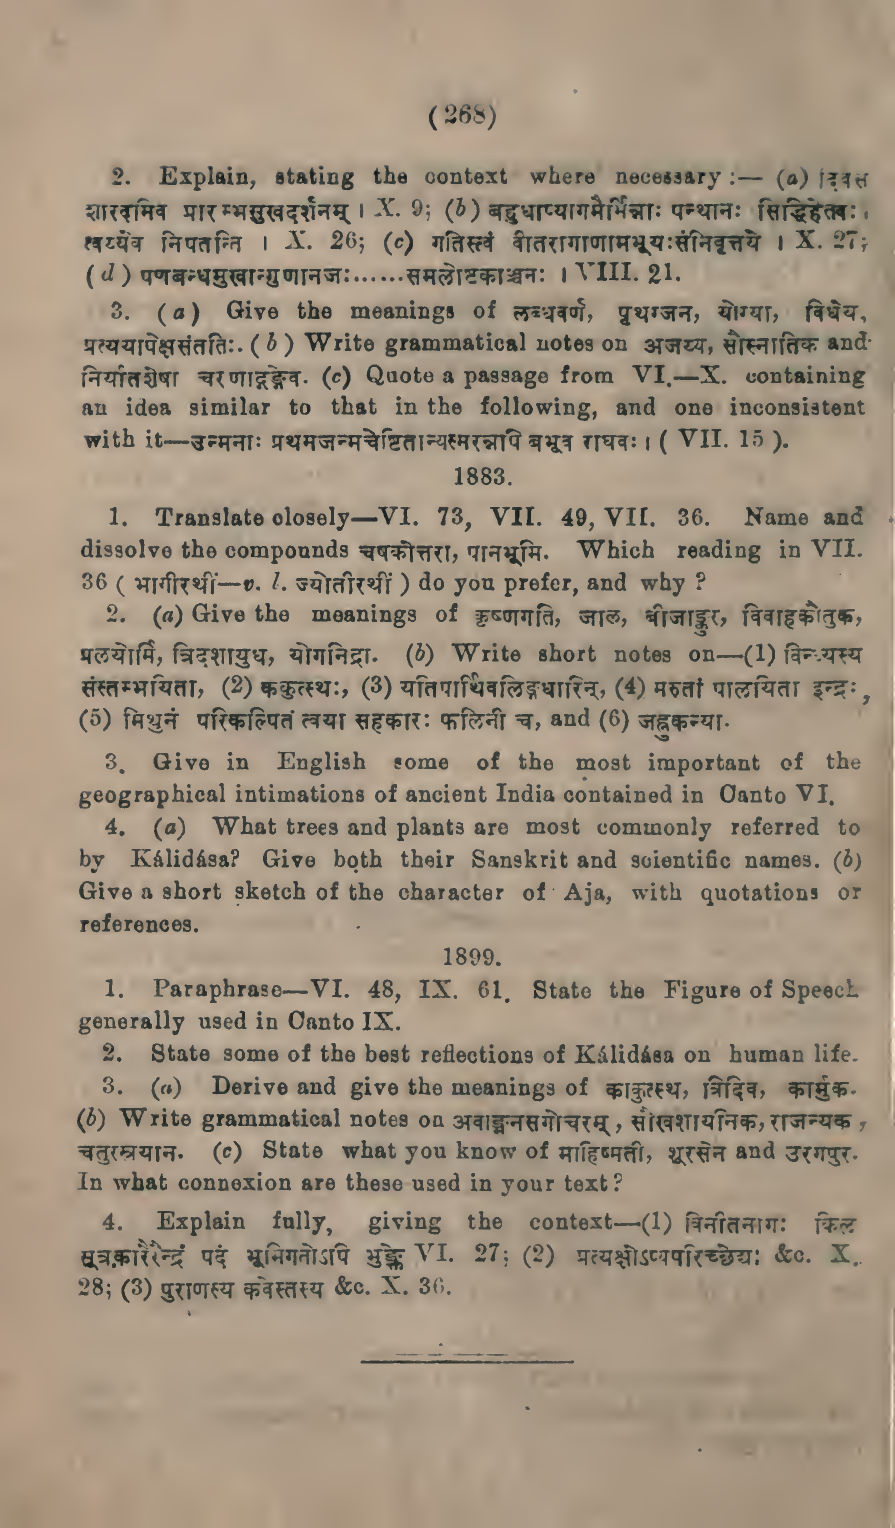 (268)
2. Explain, stating the context where necessary :— (a) दिवसं
शारदमिव प्रारम्भसुखदर्शनम् । X. 9; (b) बहुधाप्यागमैर्भिन्नाः पन्थानः सिद्धिहेतवः ।
त्वय्येव निपतन्ति । X. 26; (c) गतिस्त्वं वीतरागाणामभूयःसंनिवृत्तये । X. 27;
(d) पणबन्धमुखान्गुणानजः......समलोष्टकाञ्चनः । VIII. 21.
3. (a) Give the meanings of लब्धवर्ण, पृथग्जन, योग्या, विधेय,
प्रत्ययापेक्षसंततिः. (b) Write grammatical notes on अजय्य, सौस्नातिक and
निर्यातशेषा चरणाद्गङ्गेव. (c) Quote a passage from VI.—X. containing
an idea similar to that in the following, and one inconsistent
with it—उन्मनाः प्रथमजन्मचेष्टितान्यस्मरन्नपि बभूव राघवः। ( VII. 15 ).
1883.
1. Translate closely—VI. 73, VII. 49, VII. 36. Name and
dissolve the compounds चषकोत्तरा, पानभूमि. Which reading in VII.
36 ( भागीरथीं—v. l. ज्योतीरथीं ) do you prefer, and why ?
2. (a) Give the meanings of कृष्णगति, जाल, बीजाङ्कुर, विवाहकौतुक,
प्रलयोर्मि, त्रिदशायुध, योगनिद्रा. (b) Write short notes on—(1) विन्ध्यस्य
संस्तम्भयिता, (2) ककुत्स्थः, (3) यतिपार्थिवलिङ्गधारिन्, (4) मरुतां पालयिता इन्द्रः,
(5) मिथुनं परिकल्पितं त्वया सहकारः फलिनी च, and (6) जह्नुकन्या.
3. Give in English some of the most important of the
geographical intimations of ancient India contained in Canto VI.
4. (a) What trees and plants are most commonly referred to
by Kálidása? Give both their Sanskrit and scientific names. (b)
Give a short sketch of the character of Aja, with quotations or
references.
1899.
1. Paraphrase—VI. 48, IX. 61. State the Figure of Speech
generally used in Canto IX.
2. State some of the best reflections of Kálidása on human life.
3. (a) Derive and give the meanings of काकुत्स्थ, त्रिदिव, कार्मुक.
(b) Write grammatical notes on अवाङ्मनसगोचरम्, सौखशायनिक, राजन्यक,
चतुरस्रयान. (c) State what you know of माहिष्मती, शूरसेन and उरगपुर.
In what connexion are these used in your text?
4. Explain fully, giving the context—(1) विनीतनागः किल
सूत्रकारैरैन्द्रं पदं भूमिगतोऽपि भुङ्क्ते VI. 27; (2) प्रत्यक्षोऽप्यपरिच्छेद्यः &c. X.
28; (3) पुराणस्य कवेस्तस्य &c. X. 36.